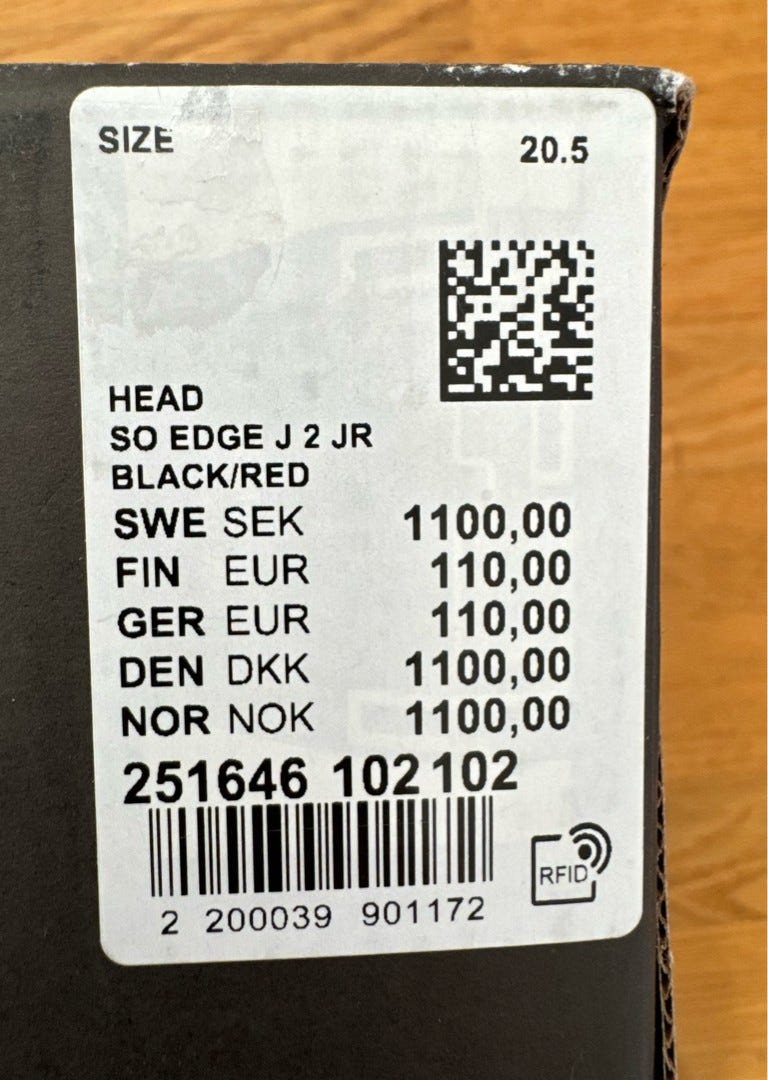 SIZE 20.5
HEAD
SO EDGE J 2 JR
BLACK/RED
SWE SEK 1100,00
FIN EUR 110,00
GER EUR 110,00
DEN DKK 1100,00
NOR NOK 1100,00
251646 102102
2 200039 901172
RFID